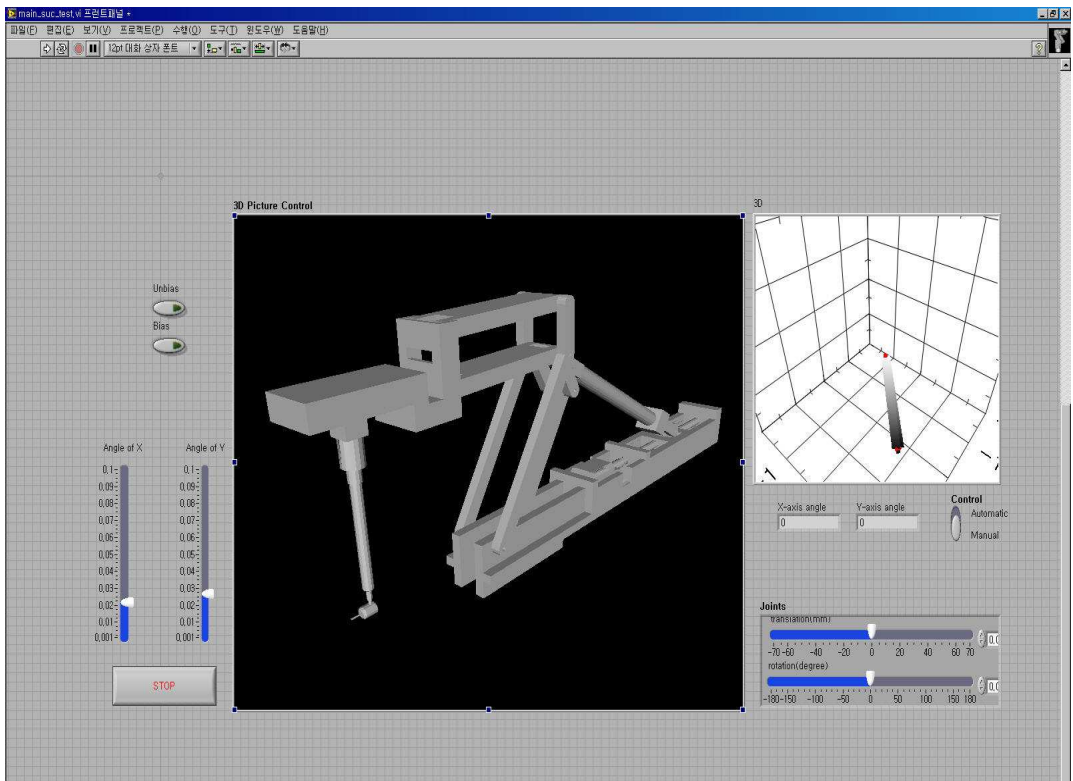 main_suc_test.vi 프런트패널 *
파일(F) 편집(E) 보기(V) 프로젝트(P) 수행(O) 도구(T) 윈도우(W) 도움말(H)
12pt 대화 상자 폰트
3D Picture Control
3D
Unbias
Bias
Angle of X
Angle of Y
0,1
0,09
0,08
0,07
0,06
0,05
0,04
0,03
0,02
0,01
0,001
0,1
0,09
0,08
0,07
0,06
0,05
0,04
0,03
0,02
0,01
0,001
STOP
X-axis angle
0
Y-axis angle
0
Control
Automatic
Manual
Joints
translation(mm)
-70 -60 -40 -20 0 20 40 60 70
rotation(degree)
-180-150 -100 -50 0 50 100 150 180